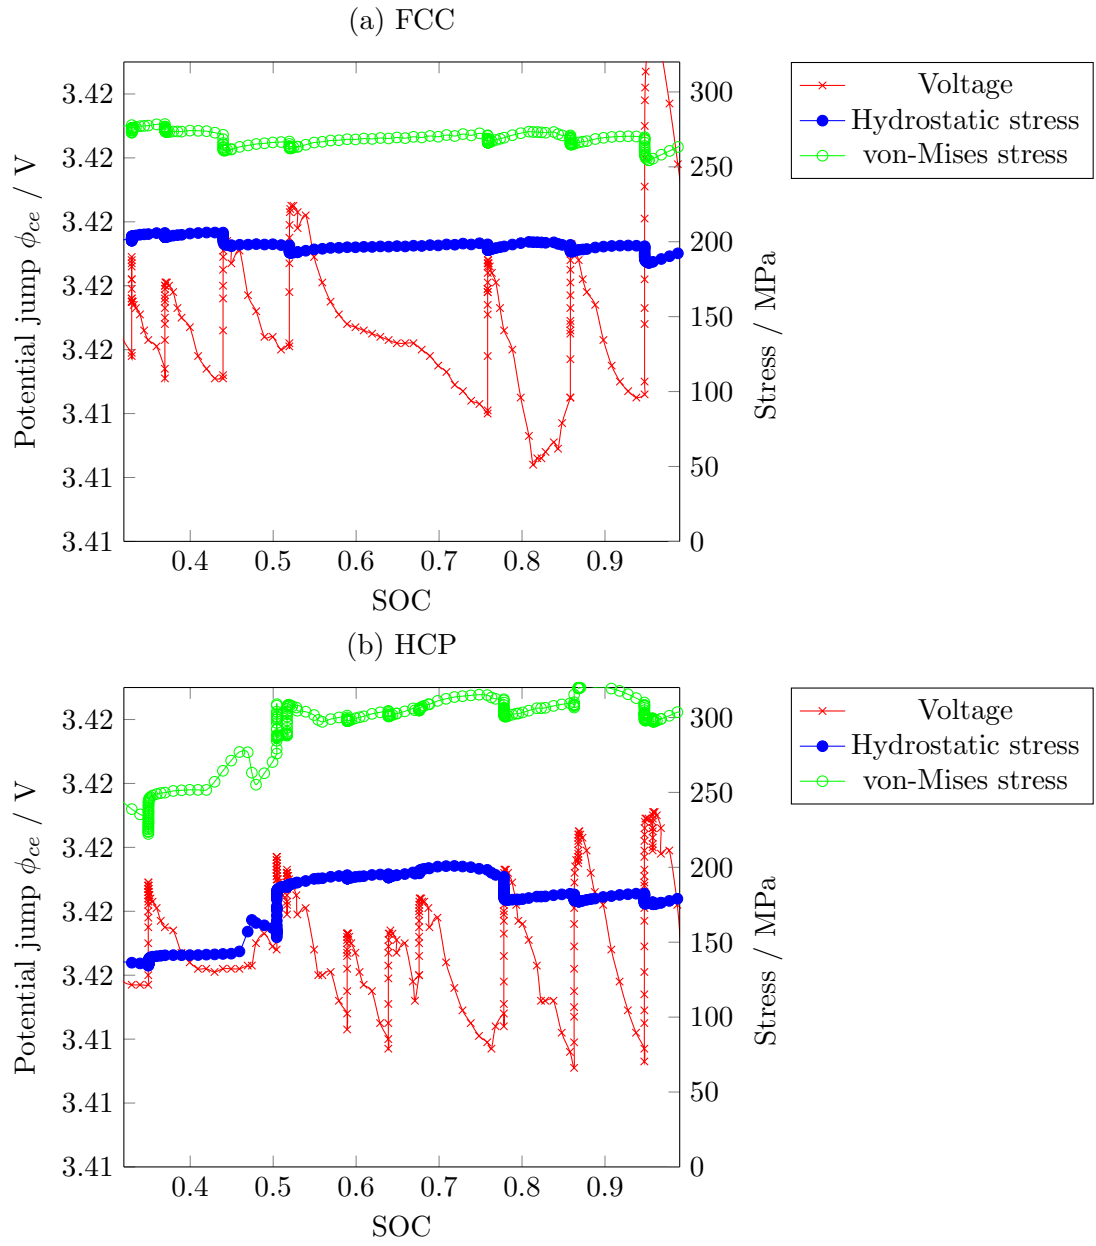 (a) FCC
3.42
3.42
3.42
3.42
3.42
3.41
3.41
3.41
Potential jump ϕce / V
300
250
200
150
100
50
0
Stress / MPa
0.4 0.5 0.6 0.7 0.8 0.9
SOC
Voltage
Hydrostatic stress
von-Mises stress
(b) HCP
3.42
3.42
3.42
3.42
3.42
3.41
3.41
3.41
Potential jump ϕce / V
300
250
200
150
100
50
0
Stress / MPa
0.4 0.5 0.6 0.7 0.8 0.9
SOC
Voltage
Hydrostatic stress
von-Mises stress